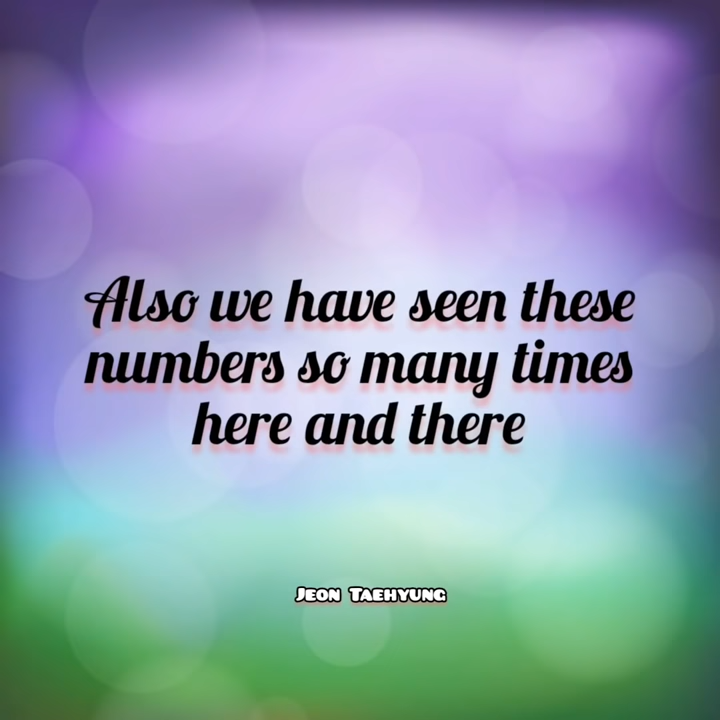 Also we have seen these
numbers so many times
here and there
Jeon Taehyung